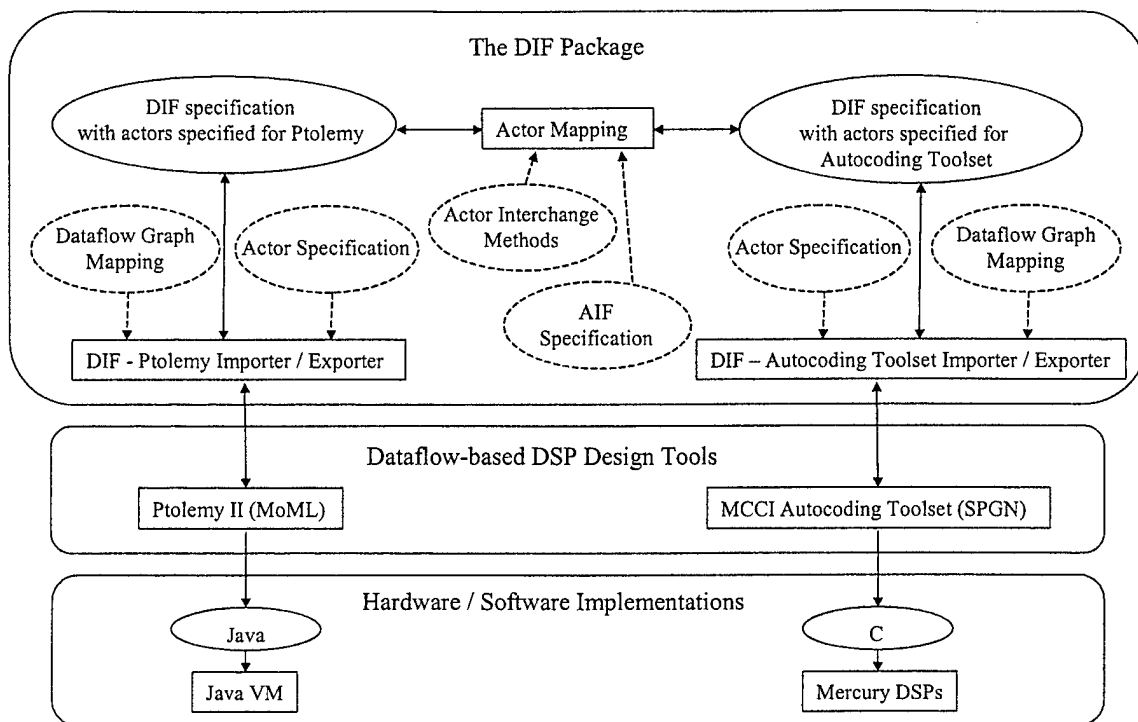 The DIF Package
DIF specification
with actors specified for Ptolemy
Actor Mapping
DIF specification
with actors specified for
Autocoding Toolset
Actor Interchange
Methods
Dataflow Graph
Mapping
Actor Specification
AIF
Specification
Actor Specification
Dataflow Graph
Mapping
DIF - Ptolemy Importer / Exporter
DIF – Autocoding Toolset Importer / Exporter
Dataflow-based DSP Design Tools
Ptolemy II (MoML)
MCCI Autocoding Toolset (SPGN)
Hardware / Software Implementations
Java
C
Java VM
Mercury DSPs